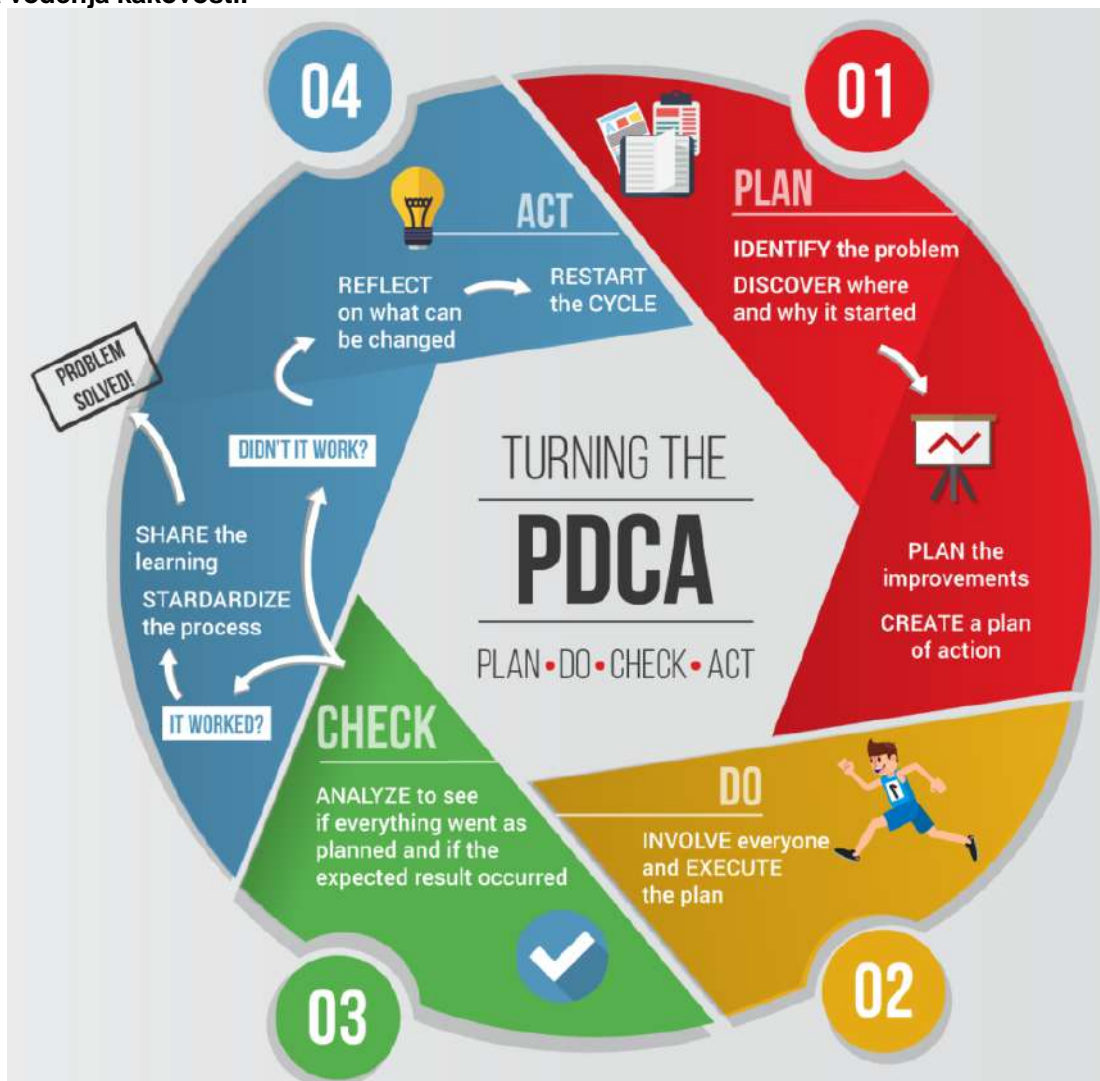 vodenja kakovosti.
04
01
ACT
REFLECT
on what can
be changed
RESTART
the CYCLE
PLAN
IDENTIFY the problem
DISCOVER where
and why it started
PLAN the
improvements
CREATE a plan
of action
PROBLEM
SOLVED!
DIDN'T IT WORK?
SHARE the
learning
STARDARDIZE
the process
IT WORKED?
TURNING THE
PDCA
PLAN•DO•CHECK•ACT
CHECK
ANALYZE to see
if everything went as
planned and if the
expected result occurred
DO
INVOLVE everyone
and EXECUTE
the plan
03
02